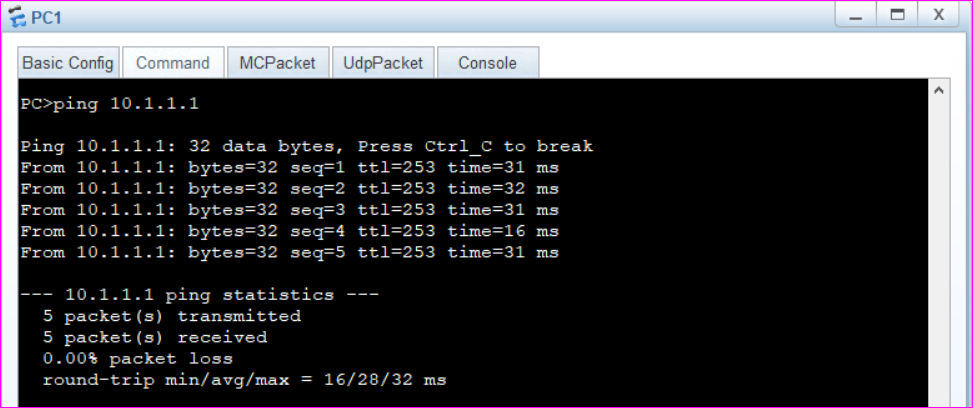 PC1
Basic Config Command MCPacket UdpPacket Console
PC>ping 10.1.1.1
Ping 10.1.1.1: 32 data bytes, Press Ctrl_C to break
From 10.1.1.1: bytes=32 seq=1 ttl=253 time=31 ms
From 10.1.1.1: bytes=32 seq=2 ttl=253 time=32 ms
From 10.1.1.1: bytes=32 seq=3 ttl=253 time=31 ms
From 10.1.1.1: bytes=32 seq=4 ttl=253 time=16 ms
From 10.1.1.1: bytes=32 seq=5 ttl=253 time=31 ms
--- 10.1.1.1 ping statistics ---
5 packet(s) transmitted
5 packet(s) received
0.00% packet loss
round-trip min/avg/max = 16/28/32 ms